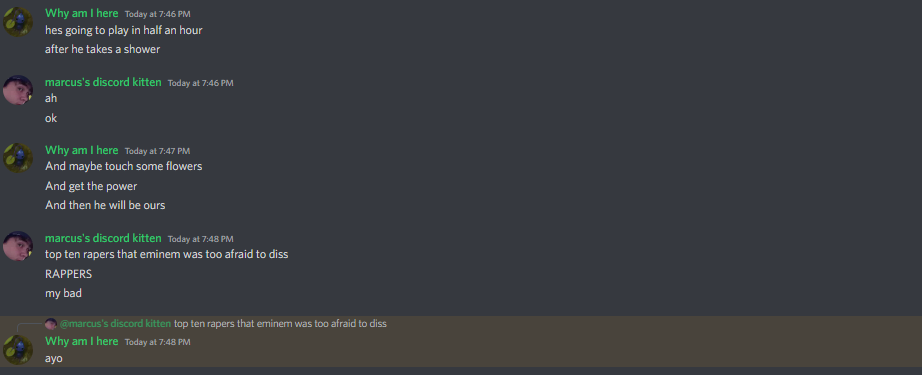 Why am I here Today at 7:46 PM
hes going to play in half an hour
after he takes a shower
marcus's discord kitten Today at 7:46 PM
ah
ok
Why am I here Today at 7:47 PM
And maybe touch some flowers
And get the power
And then he will be ours
marcus's discord kitten Today at 7:48 PM
top ten rapers that eminem was too afraid to diss
RAPPERS
my bad
@marcus's discord kitten top ten rapers that eminem was too afraid to diss
Why am I here Today at 7:48 PM
ayo